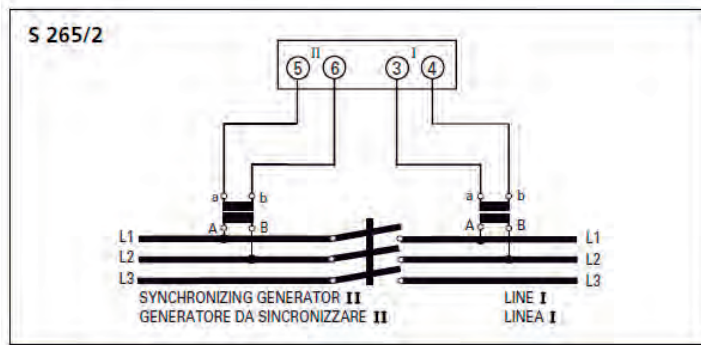 S 265/2
II I
5 6 3 4
a b a b
A B A B
L1 L1
L2 L2
L3 L3
SYNCHRONIZING GENERATOR II LINE I
GENERATORE DA SINCRONIZZARE II LINEA I